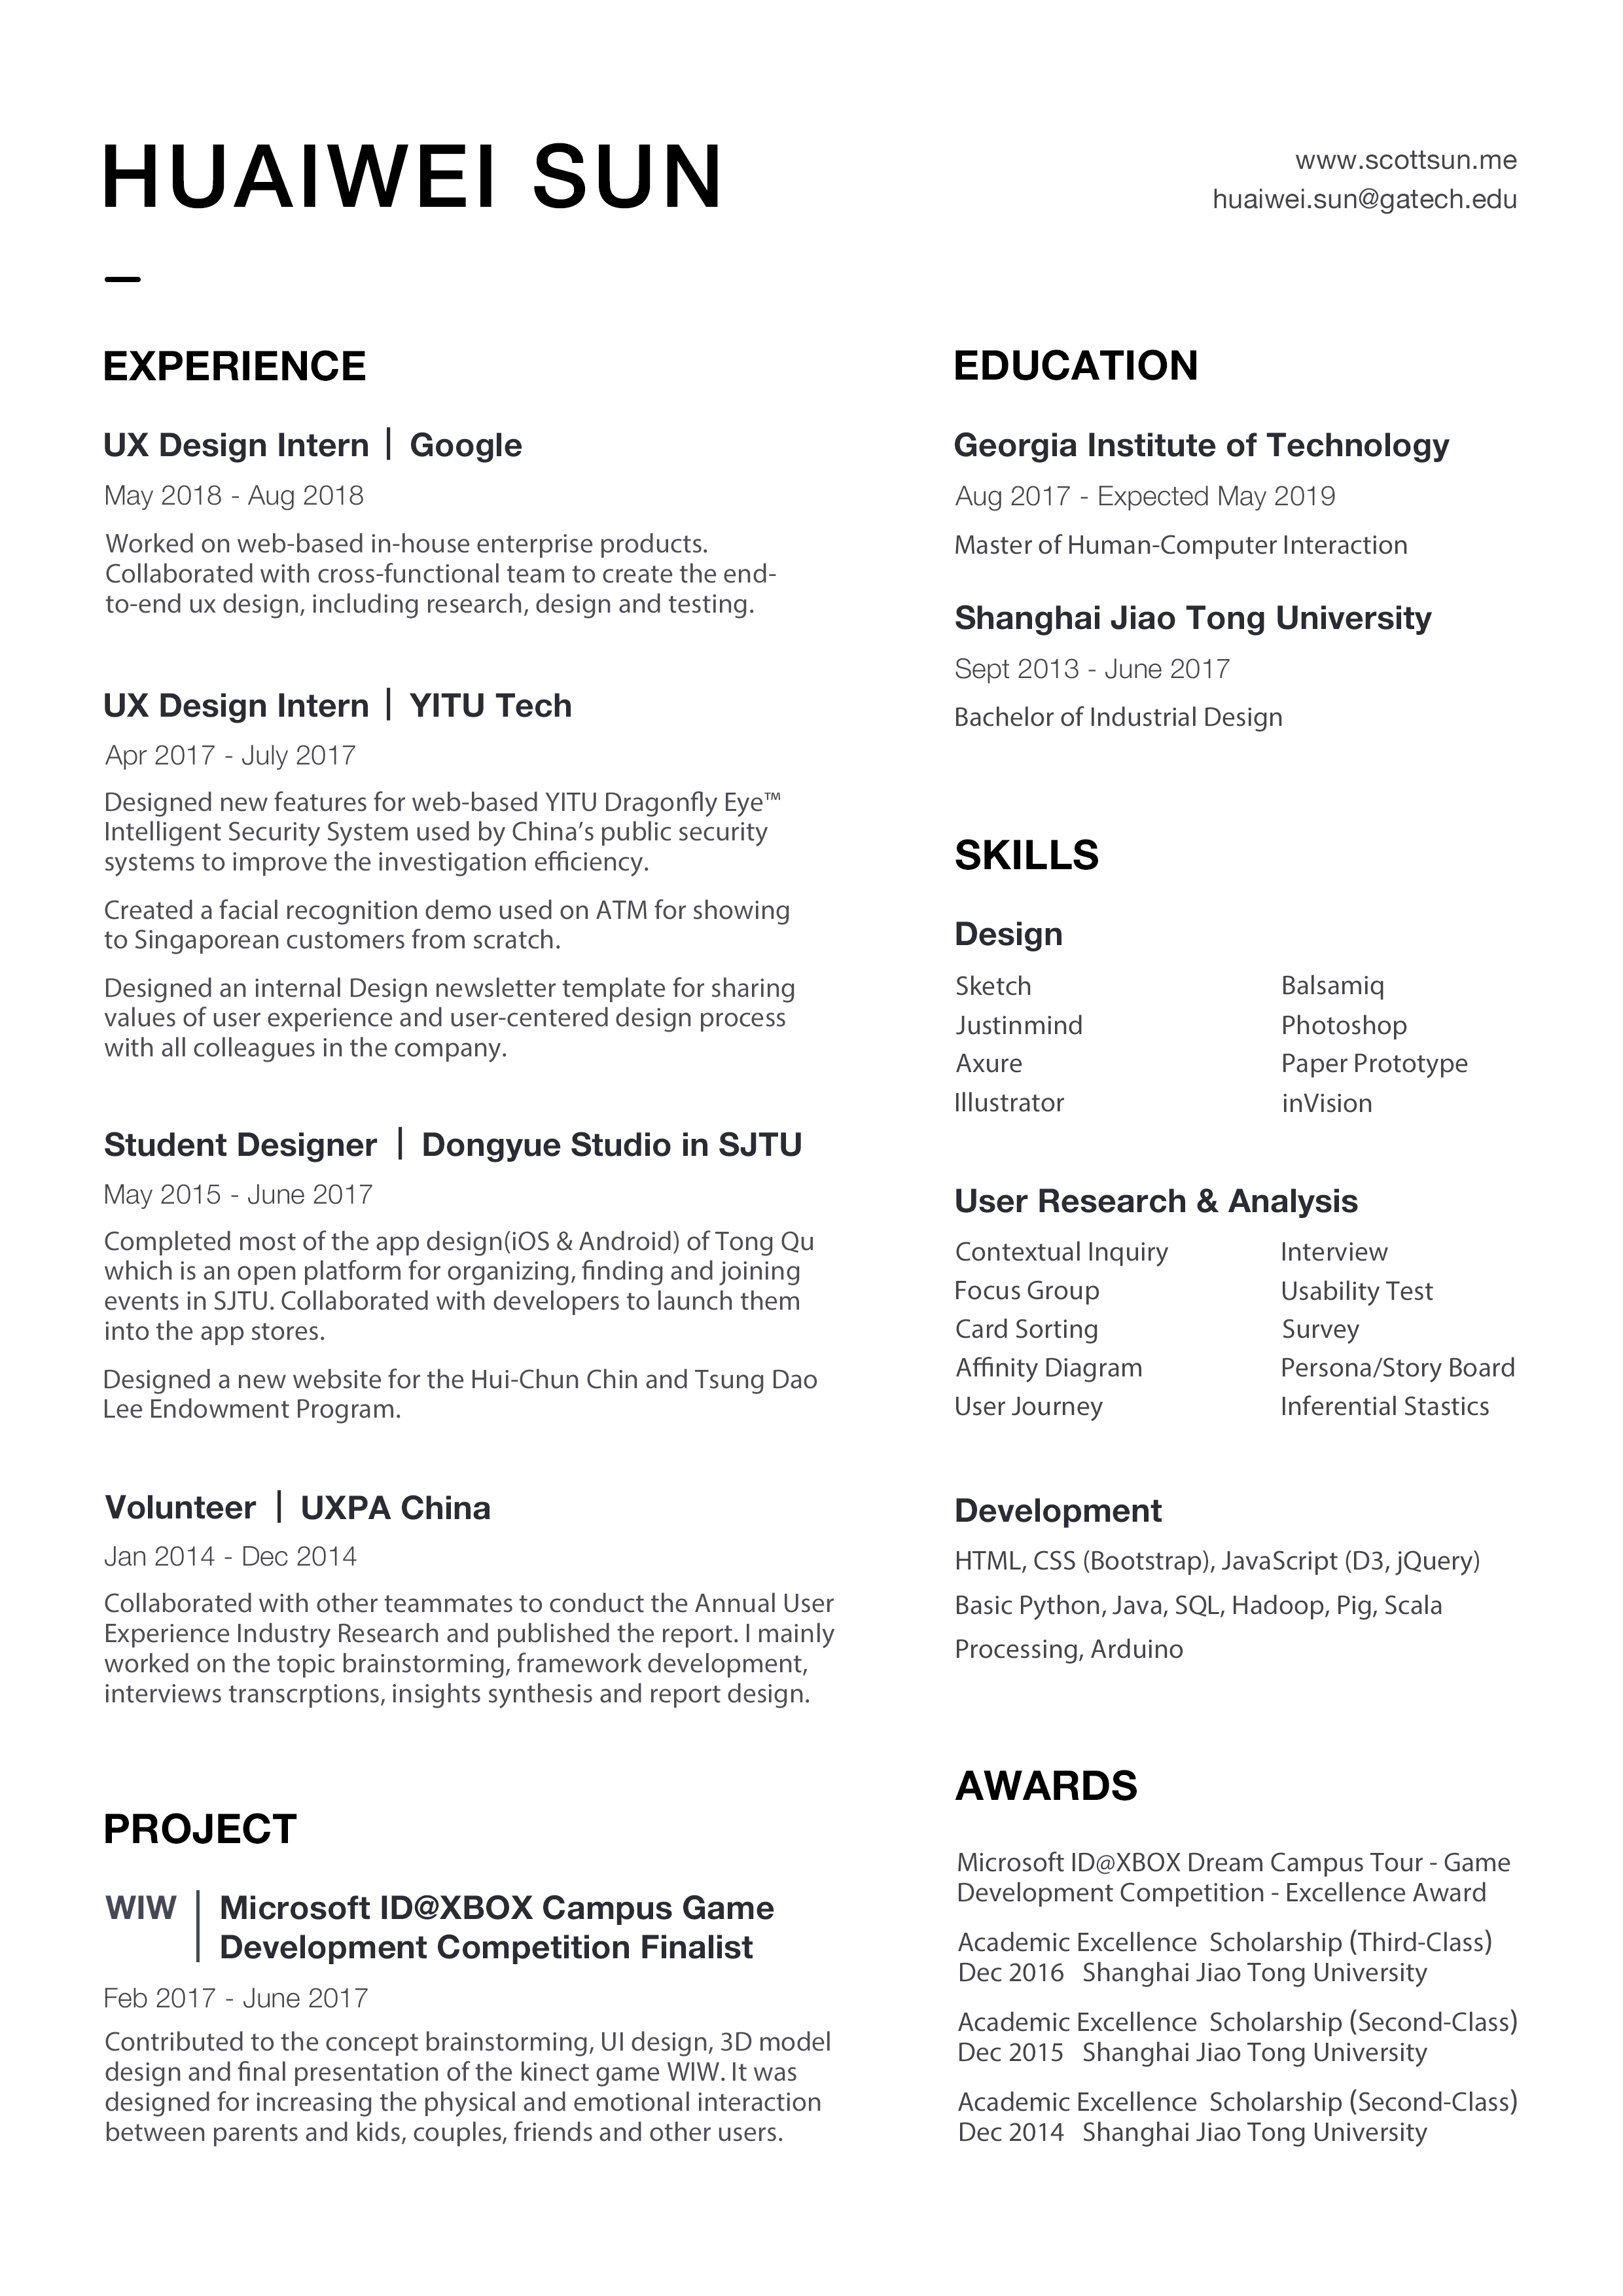 HUAIWEI SUN
www.scottsun.me
huaiwei.sun@gatech.edu
EXPERIENCE
UX Design Intern | Google
May 2018 - Aug 2018
Worked on web-based in-house enterprise products.
Collaborated with cross-functional team to create the end-
to-end ux design, including research, design and testing.
UX Design Intern | YITU Tech
Apr 2017 - July 2017
Designed new features for web-based YITU Dragonfly Eye™
Intelligent Security System used by China's public security
systems to improve the investigation efficiency.
Created a facial recognition demo used on ATM for showing
to Singaporean customers from scratch.
Designed an internal Design newsletter template for sharing
values of user experience and user-centered design process
with all colleagues in the company.
Student Designer | Dongyue Studio in SJTU
May 2015 - June 2017
Completed most of the app design(iOS & Android) of Tong Qu
which is an open platform for organizing, finding and joining
events in SJTU. Collaborated with developers to launch them
into the app stores.
Designed a new website for the Hui-Chun Chin and Tsung Dao
Lee Endowment Program.
Volunteer | UXPA China
Jan 2014 - Dec 2014
Collaborated with other teammates to conduct the Annual User
Experience Industry Research and published the report. I mainly
worked on the topic brainstorming, framework development,
interviews transcrptions, insights synthesis and report design.
PROJECT
WIW | Microsoft ID@XBOX Campus Game
Development Competition Finalist
Feb 2017 - June 2017
Contributed to the concept brainstorming, UI design, 3D model
design and final presentation of the kinect game WIW. It was
designed for increasing the physical and emotional interaction
between parents and kids, couples, friends and other users.
EDUCATION
Georgia Institute of Technology
Aug 2017 - Expected May 2019
Master of Human-Computer Interaction
Shanghai Jiao Tong University
Sept 2013 - June 2017
Bachelor of Industrial Design
SKILLS
Design
Sketch Balsamiq
Justinmind Photoshop
Axure Paper Prototype
Illustrator inVision
User Research & Analysis
Contextual Inquiry Interview
Focus Group Usability Test
Card Sorting Survey
Affinity Diagram Persona/Story Board
User Journey Inferential Stastics
Development
HTML, CSS (Bootstrap), JavaScript (D3, jQuery)
Basic Python, Java, SQL, Hadoop, Pig, Scala
Processing, Arduino
AWARDS
Microsoft ID@XBOX Dream Campus Tour - Game
Development Competition - Excellence Award
Academic Excellence Scholarship (Third-Class)
Dec 2016 Shanghai Jiao Tong University
Academic Excellence Scholarship (Second-Class)
Dec 2015 Shanghai Jiao Tong University
Academic Excellence Scholarship (Second-Class)
Dec 2014 Shanghai Jiao Tong University